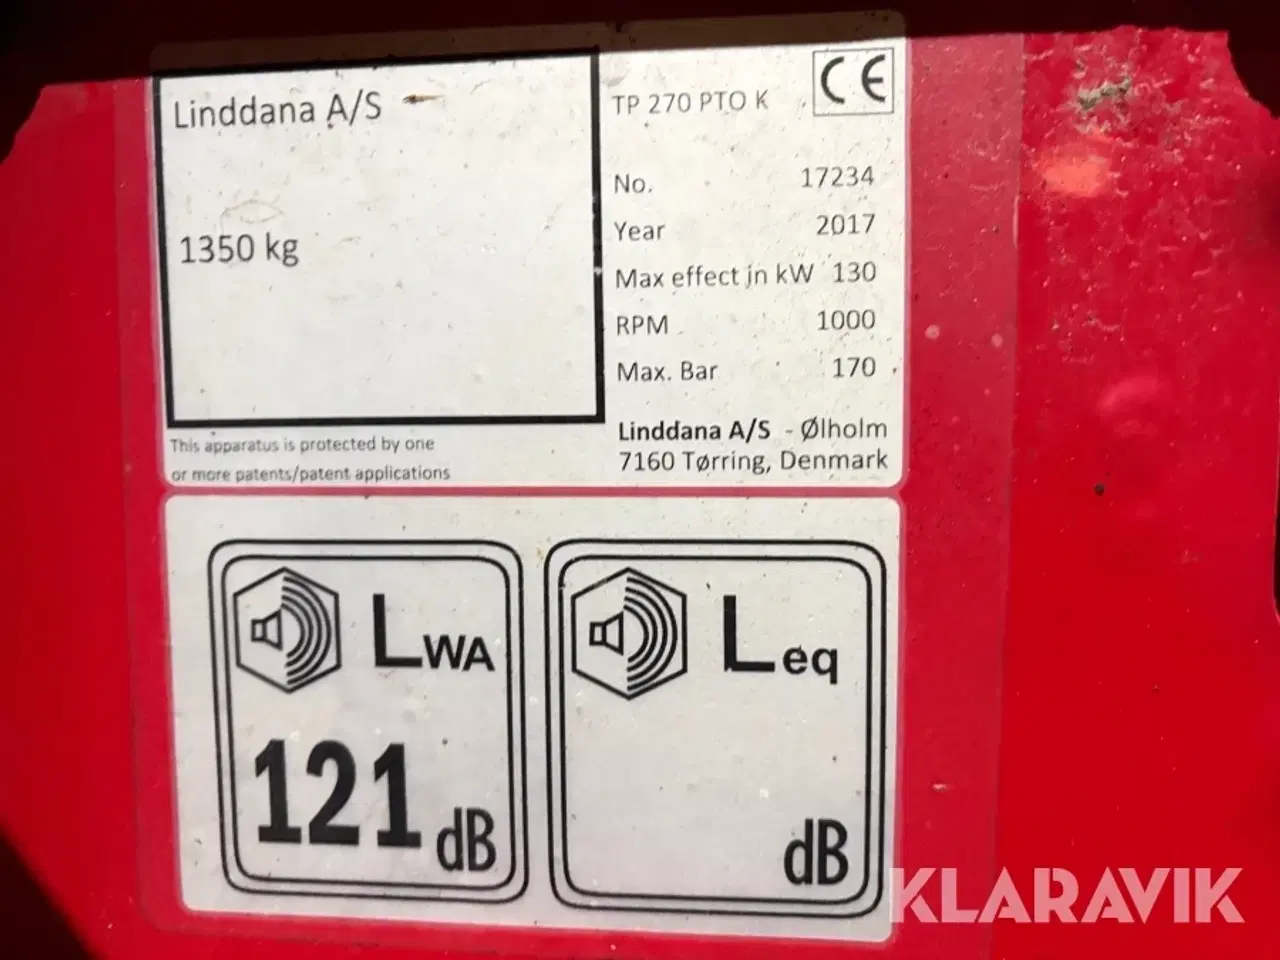 Linddana A/S
1350 kg
This apparatus is protected by one
or more patents/patent applications
TP 270 PTO K CE
No. 17234
Year 2017
Max effect in kW 130
RPM 1000
Max. Bar 170
Linddana A/S - Ølholm
7160 Tørring, Denmark
LWA
121 dB
Leq
dB
KLARAVIK